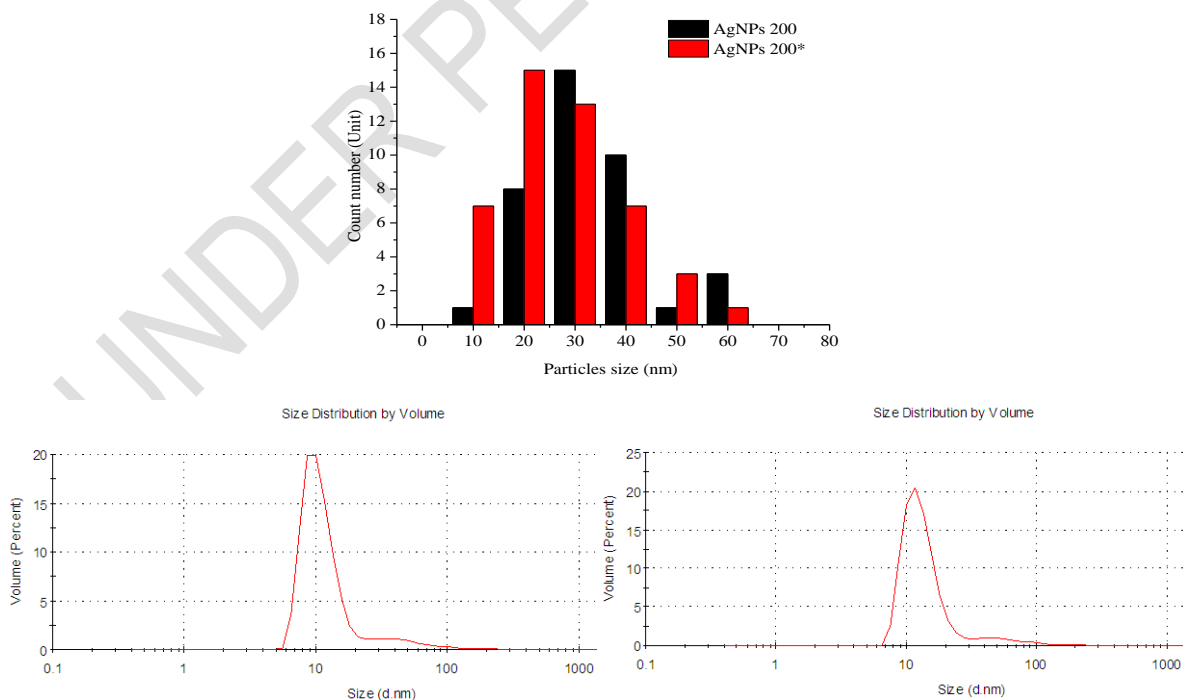 UNDER PE
18
16
14
12
10
8
6
4
2
0
Count number (Unit)
AgNPs 200
AgNPs 200*
0 10 20 30 40 50 60 70 80
Particles size (nm)
Size Distribution by Volume
20
15
10
5
0
Volume (Percent)
0.1 1 10 100 1000
Size (d.nm)
Size Distribution by Volume
25
20
15
10
5
0
Volume (Percent)
0.1 1 10 100 1000
Size (d.nm)